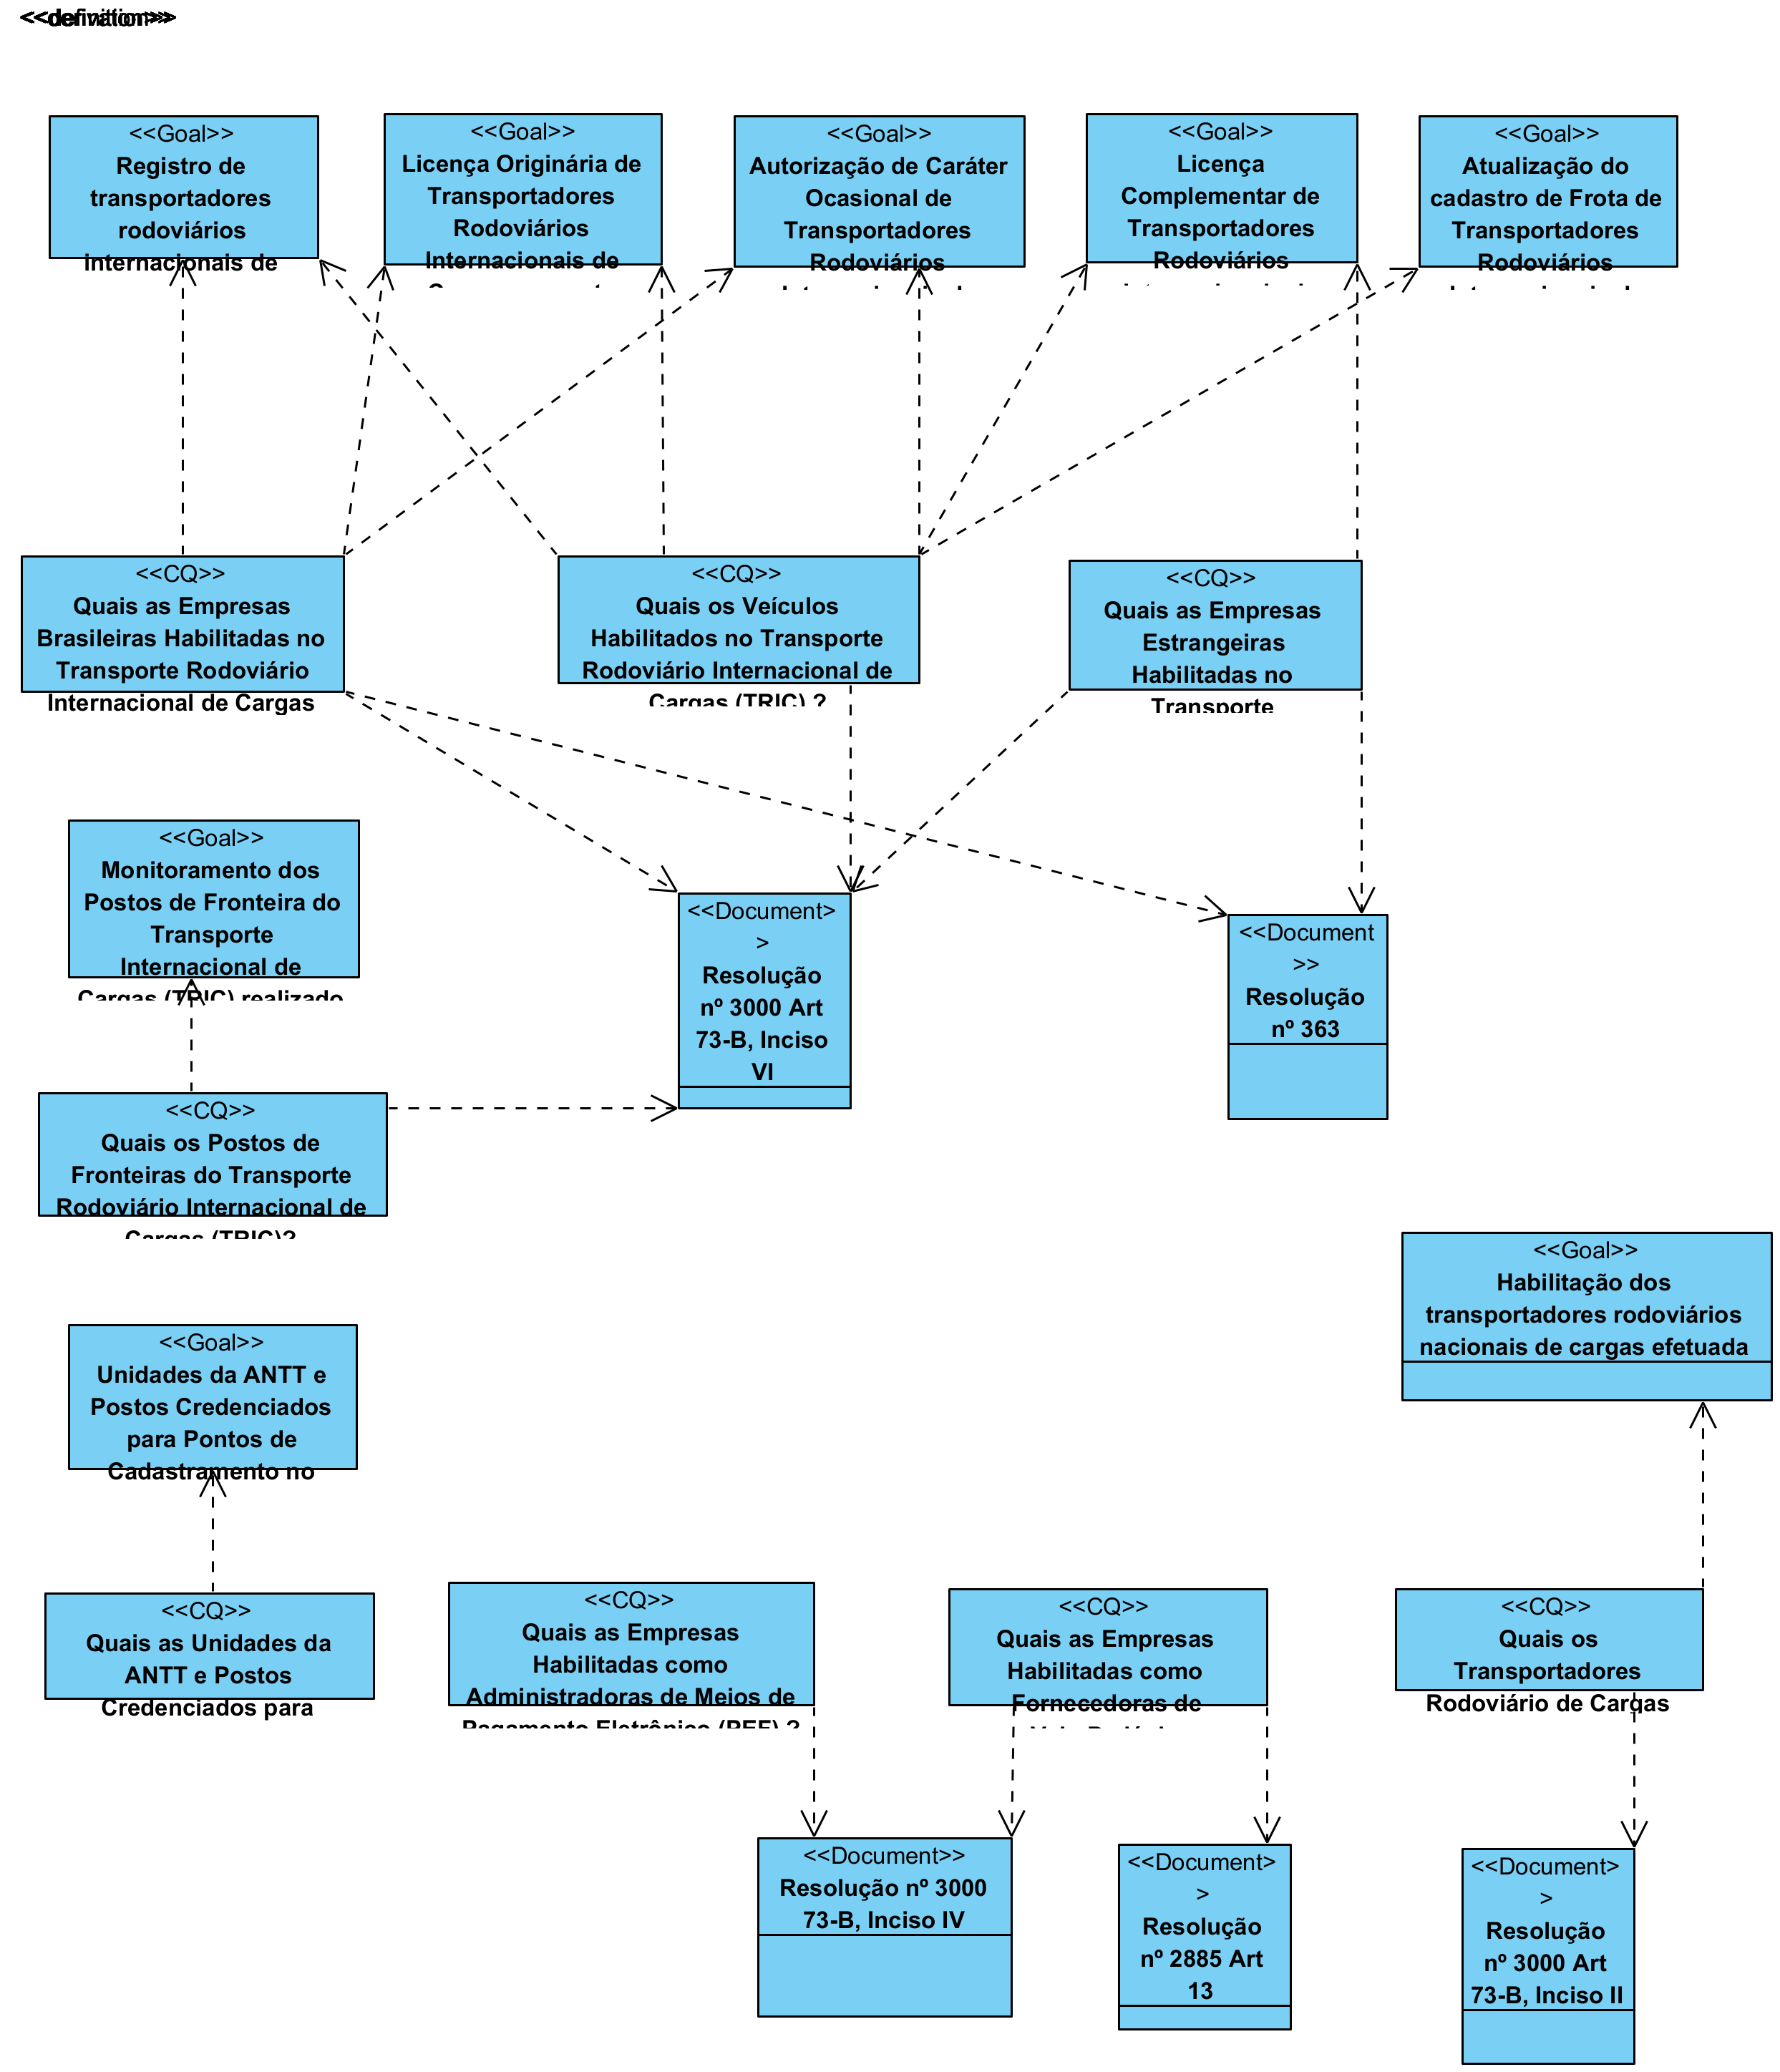 <<Goal>>
Registro de
transportadores
rodoviários
Internacionais de
<<Goal>>
Licença Originária de
Transportadores
Rodoviários
Internacionais de
<<Goal>>
Autorização de Caráter
Ocasional de
Transportadores
Rodoviários
<<Goal>>
Licença
Complementar de
Transportadores
Rodoviários
<<Goal>>
Atualização do
cadastro de Frota de
Transportadores
Rodoviários
<<CQ>>
Quais as Empresas
Brasileiras Habilitadas no
Transporte Rodoviário
Internacional de Cargas
<<CQ>>
Quais os Veículos
Habilitados no Transporte
Rodoviário Internacional de
Cargas (TRIC) ?
<<CQ>>
Quais as Empresas
Estrangeiras
Habilitadas no
Transporte
<<Goal>>
Monitoramento dos
Postos de Fronteira do
Transporte
Internacional de
Cargas (TRIC) realizado
<<Document>
>
Resolução
nº 3000 Art
73-B, Inciso
VI
<<Document
>>
Resolução
nº 363
<<CQ>>
Quais os Postos de
Fronteiras do Transporte
Rodoviário Internacional de
Cargas (TRIC)?
<<Goal>>
Habilitação dos
transportadores rodoviários
nacionais de cargas efetuada
<<Goal>>
Unidades da ANTT e
Postos Credenciados
para Pontos de
Cadastramento no
<<CQ>>
Quais as Unidades da
ANTT e Postos
Credenciados para
<<CQ>>
Quais as Empresas
Habilitadas como
Administradoras de Meios de
Pagamento Eletrônico (PEF) ?
<<CQ>>
Quais as Empresas
Habilitadas como
Fornecedoras de
<<CQ>>
Quais os
Transportadores
Rodoviário de Cargas
<<Document>>
Resolução nº 3000
73-B, Inciso IV
<<Document>
>
Resolução
nº 2885 Art
13
<<Document>
>
Resolução
nº 3000 Art
73-B, Inciso II